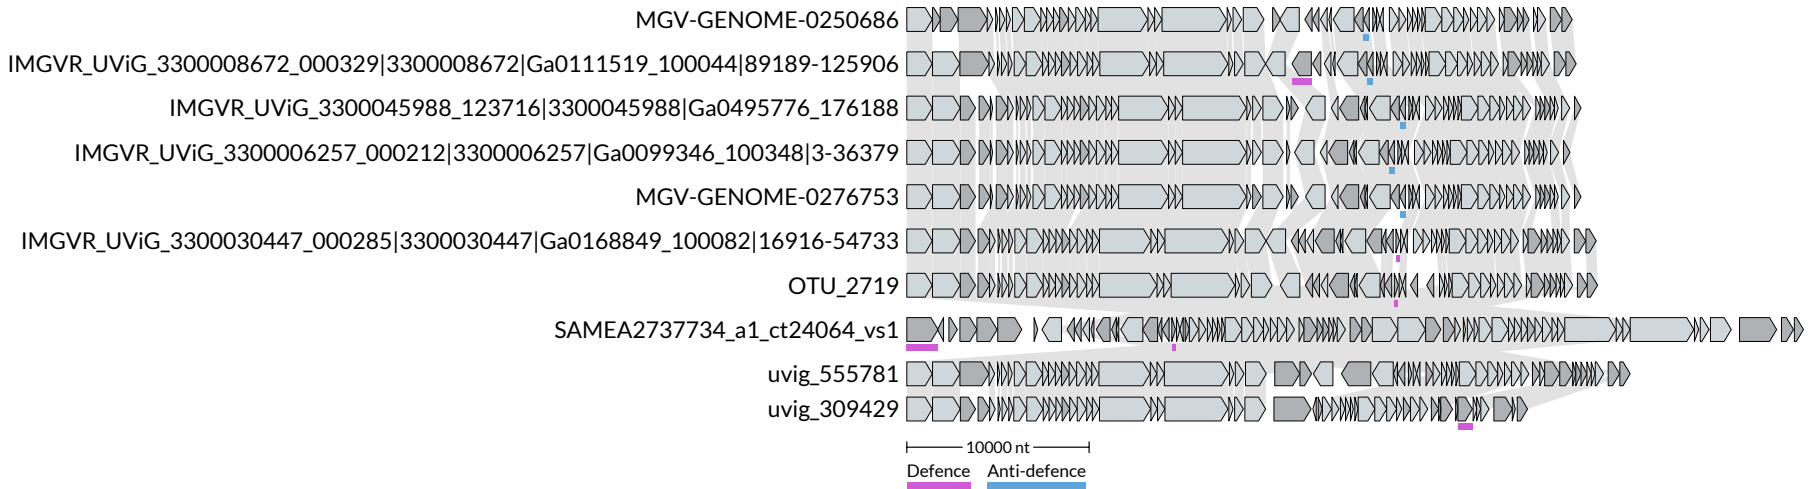 MGV-GENOME-0250686
IMGVR_UViG_3300008672_000329|3300008672|Ga0111519_100044|89189-125906
IMGVR_UViG_3300045988_123716|3300045988|Ga0495776_176188
IMGVR_UViG_3300006257_000212|3300006257|Ga0099346_100348|3-36379
MGV-GENOME-0276753
IMGVR_UViG_3300030447_000285|3300030447|Ga0168849_100082|16916-54733
OTU_2719
SAMEA2737734_a1_ct24064_vs1
uvig_555781
uvig_309429
10000 nt
Defence Anti-defence